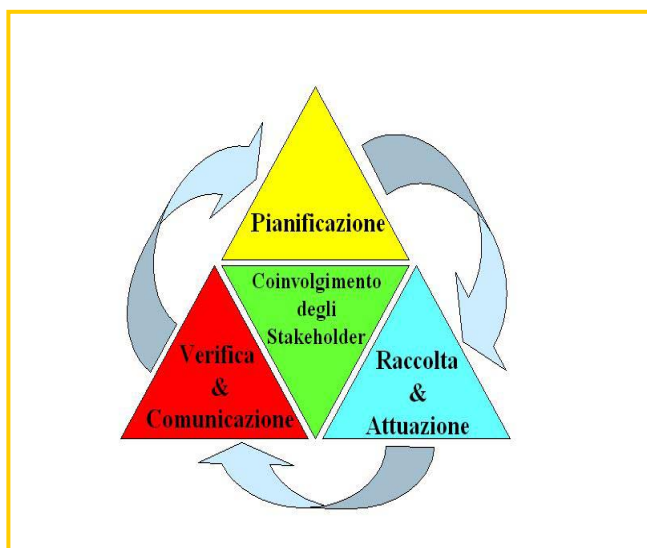 Pianificazione
Coinvolgimento
degli
Stakeholder
Verifica
&
Comunicazione
Raccolta
&
Attuazione